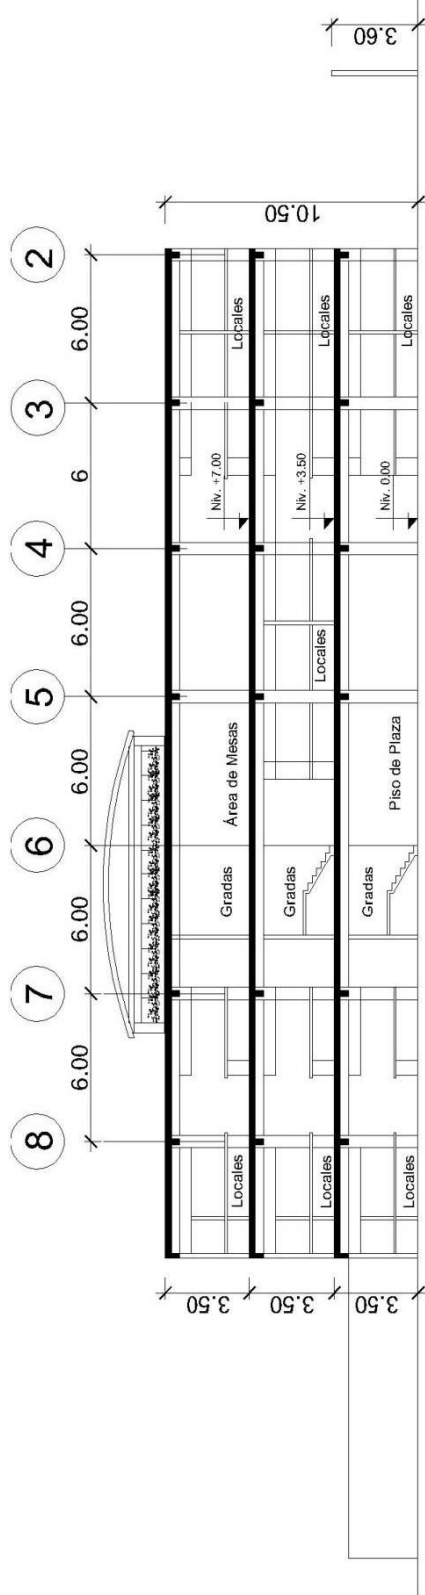 8
7
6
5
4
3
2
6.00
6.00
6.00
6.00
6
6.00
3.60
10.50
3.50
3.50
3.50
Locales
Gradas
Área de Mesas
Niv. +7.00
Locales
Locales
Gradas
Locales
Niv. +3.50
Locales
Locales
Gradas
Piso de Plaza
Niv. 0.00
Locales